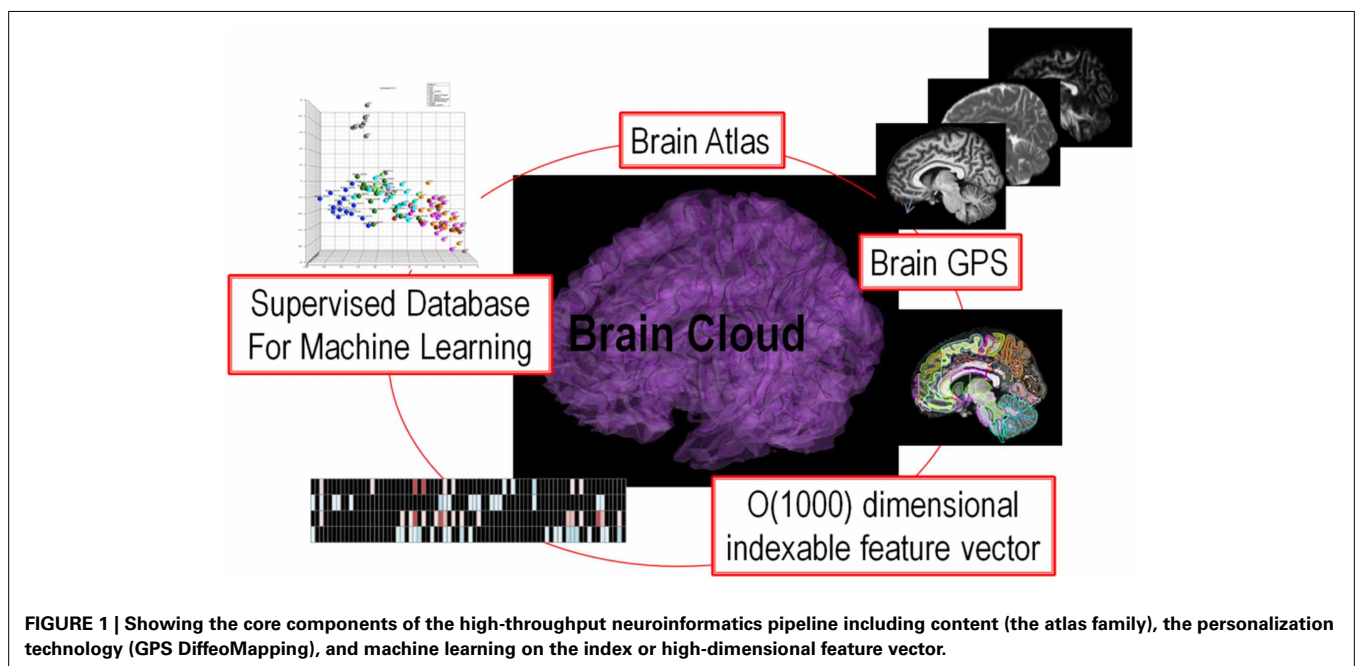 Brain Atlas
Brain GPS
Supervised Database
For Machine Learning
Brain Cloud
O(1000) dimensional
indexable feature vector
FIGURE 1 | Showing the core components of the high-throughput neuroinformatics pipeline including content (the atlas family), the personalization
technology (GPS DiffeoMapping), and machine learning on the index or high-dimensional feature vector.